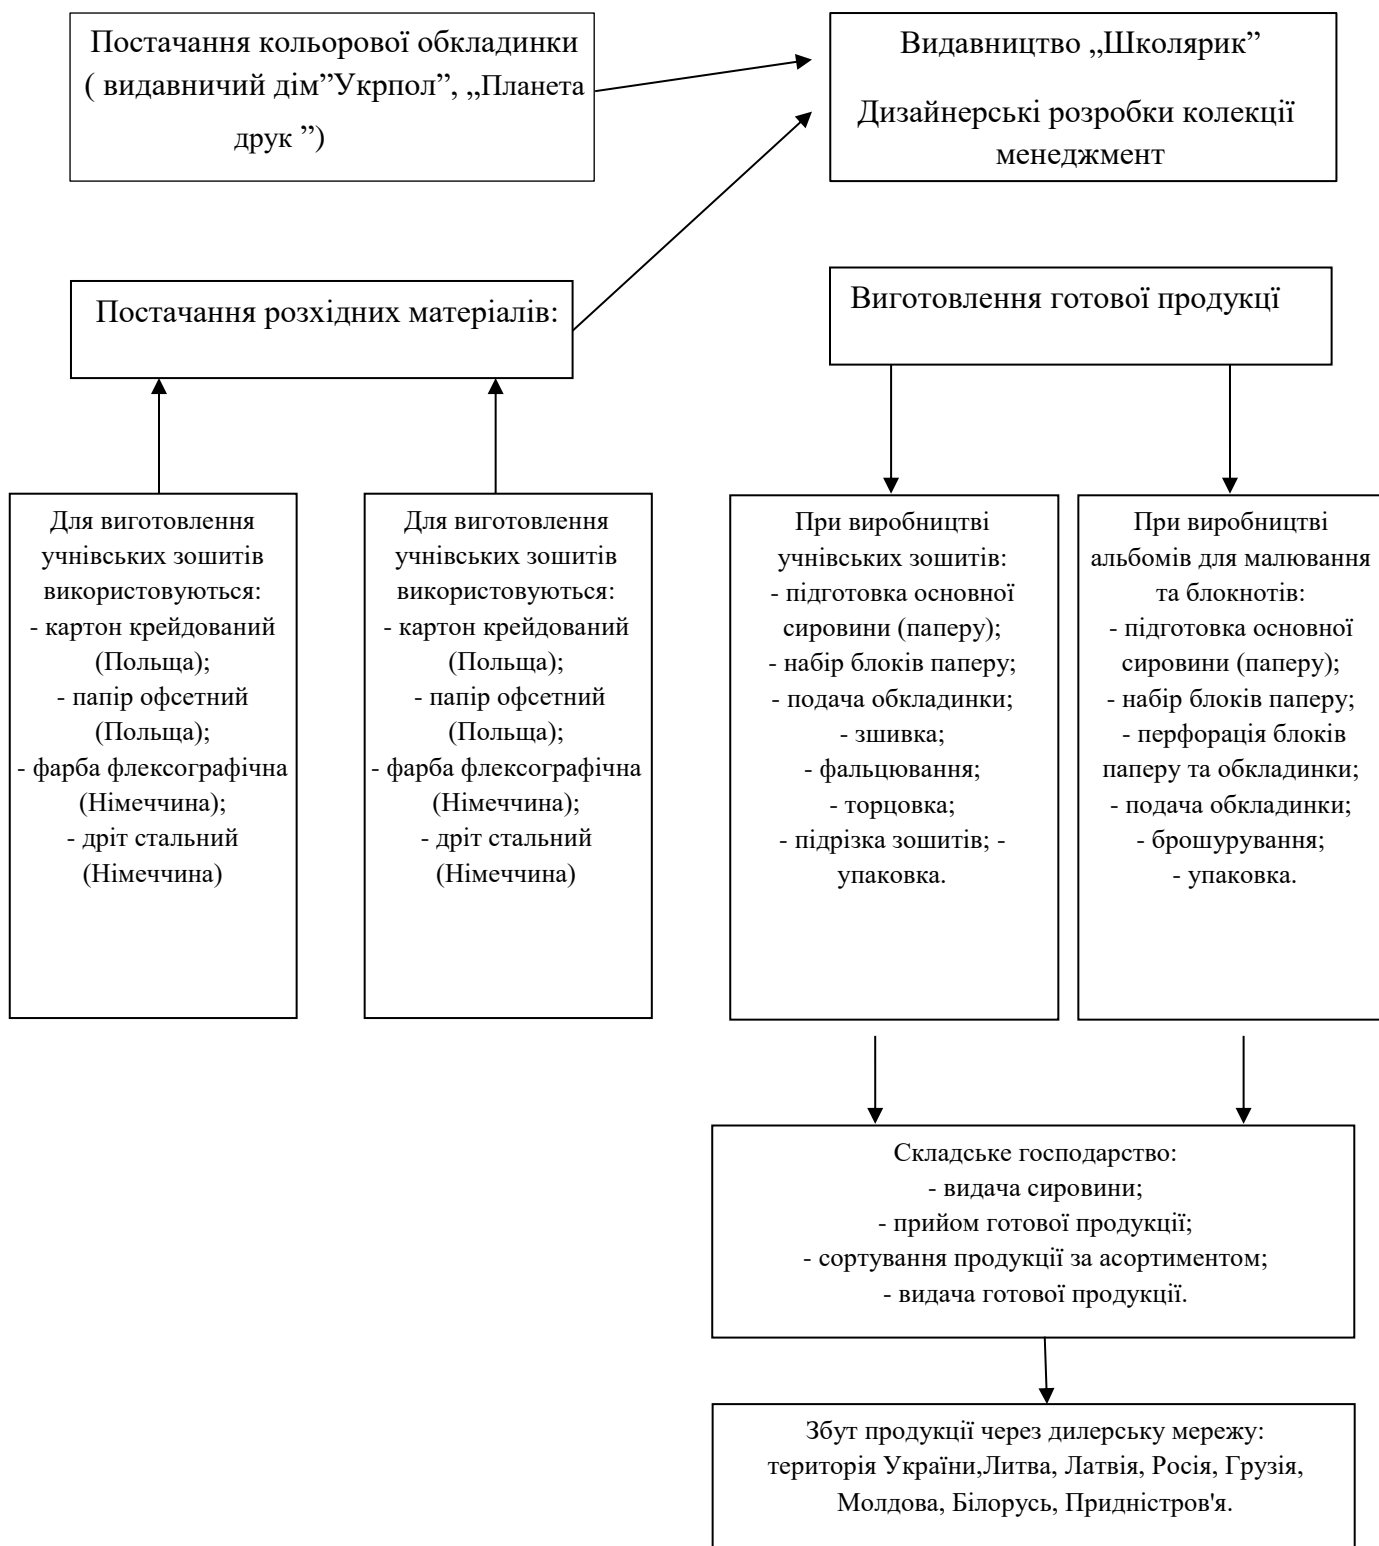 Постачання кольорової обкладинки
( видавничий дім”Укрпол”, „Планета
друк ”)
Видавництво „Школярик”
Дизайнерські розробки колекції
менеджмент
Постачання розхідних матеріалів:
Виготовлення готової продукцї
Для виготовлення
учнівських зошитів
використовуються:
- картон крейдований
(Польща);
- папір офсетний
(Польща);
- фарба флексографічна
(Німеччина);
- дріт стальний
(Німеччина)
Для виготовлення
учнівських зошитів
використовуються:
- картон крейдований
(Польща);
- папір офсетний
(Польща);
- фарба флексографічна
(Німеччина);
- дріт стальний
(Німеччина)
При виробництві
учнівських зошитів:
- підготовка основної
сировини (паперу);
- набір блоків паперу;
- подача обкладинки;
- зшивка;
- фальцювання;
- торцовка;
- підрізка зошитів; -
упаковка.
При виробництві
альбомів для малювання
та блокнотів:
- підготовка основної
сировини (паперу);
- набір блоків паперу;
- перфорація блоків
паперу та обкладинки;
- подача обкладинки;
- брошурування;
- упаковка.
Складське господарство:
- видача сировини;
- прийом готової продукції;
- сортування продукції за асортиментом;
- видача готової продукції.
Збут продукції через дилерську мережу:
територія України,Литва, Латвія, Росія, Грузія,
Молдова, Білорусь, Придністров'я.